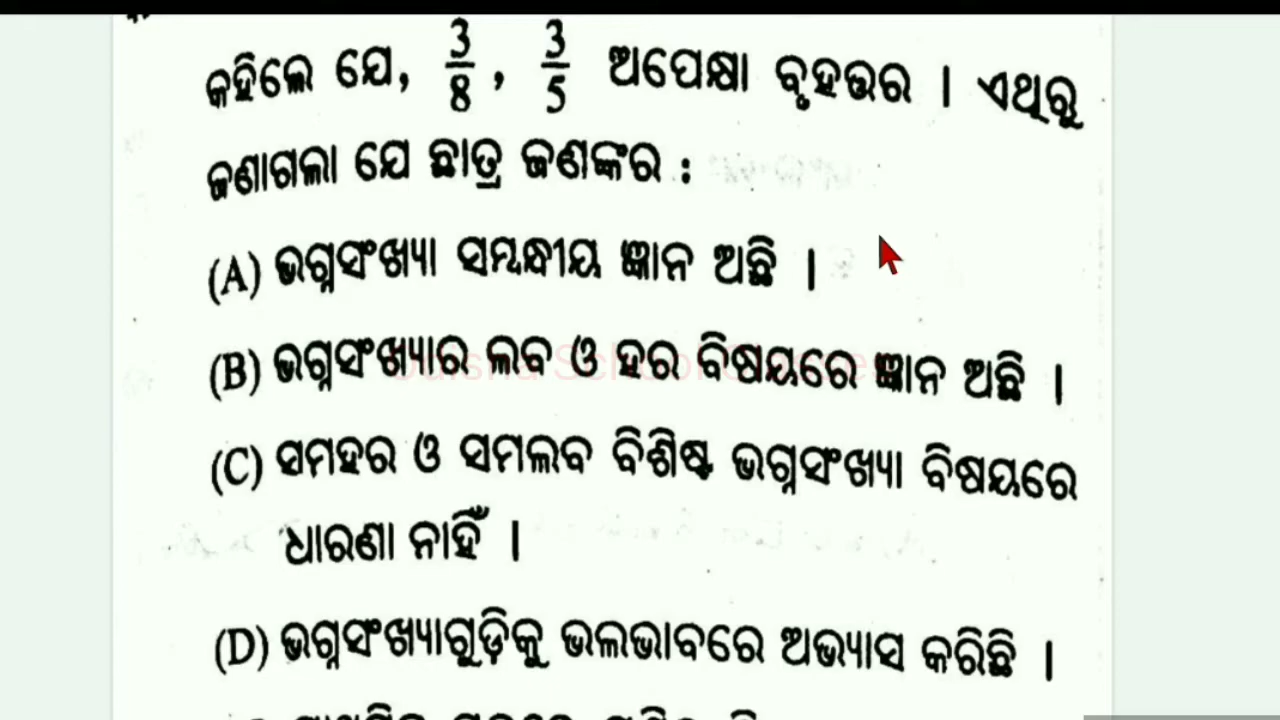 କହିଲେ ଯେ, 3/8, 3/5 ଅପେକ୍ଷା ବୃହତ୍ତର । ଏଥିରୁ
ଜଣାଗଲା ଯେ ଛାତ୍ର ଜଣଙ୍କର :
(A) ଭଗ୍ନସଂଖ୍ୟା ସମ୍ବନ୍ଧୀୟ ଜ୍ଞାନ ଅଛି ।
(B) ଭଗ୍ନସଂଖ୍ୟାର ଲବ ଓ ହର ବିଷୟରେ ଜ୍ଞାନ ଅଛି ।
(C) ସମହର ଓ ସମଲବ ବିଶିଷ୍ଟ ଭଗ୍ନସଂଖ୍ୟା ବିଷୟରେ
ଧାରଣା ନାହିଁ ।
(D) ଭଗ୍ନସଂଖ୍ୟାଗୁଡ଼ିକୁ ଭଲଭାବରେ ଅଭ୍ୟାସ କରିଛି ।